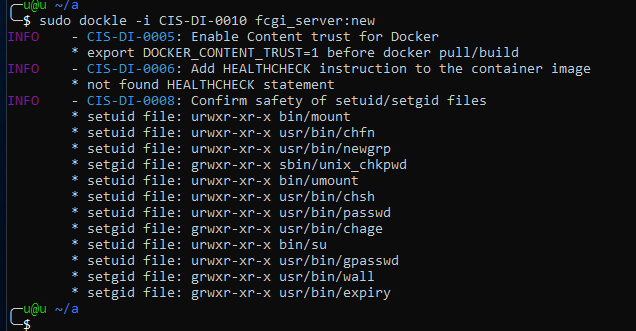 u@u ~/a
$ sudo dockle -i CIS-DI-0010 fcgi_server:new
INFO - CIS-DI-0005: Enable Content trust for Docker
* export DOCKER_CONTENT_TRUST=1 before docker pull/build
INFO - CIS-DI-0006: Add HEALTHCHECK instruction to the container image
* not found HEALTHCHECK statement
INFO - CIS-DI-0008: Confirm safety of setuid/setgid files
* setuid file: urwxr-xr-x bin/mount
* setuid file: urwxr-xr-x usr/bin/chfn
* setuid file: urwxr-xr-x usr/bin/newgrp
* setgid file: grwxr-xr-x sbin/unix_chkpwd
* setuid file: urwxr-xr-x bin/umount
* setuid file: urwxr-xr-x usr/bin/chsh
* setuid file: urwxr-xr-x usr/bin/passwd
* setgid file: grwxr-xr-x usr/bin/chage
* setuid file: urwxr-xr-x bin/su
* setuid file: urwxr-xr-x usr/bin/gpasswd
* setgid file: grwxr-xr-x usr/bin/wall
* setgid file: grwxr-xr-x usr/bin/expiry
u@u ~/a
$